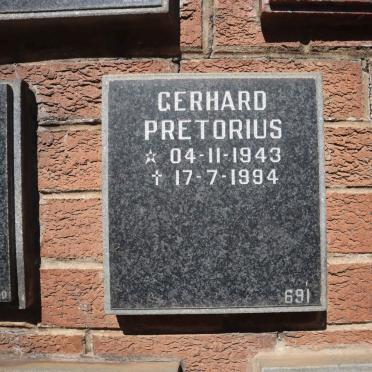 GERHARD
PRETORIUS
☆ 04-11-1943
† 17-7-1994
691